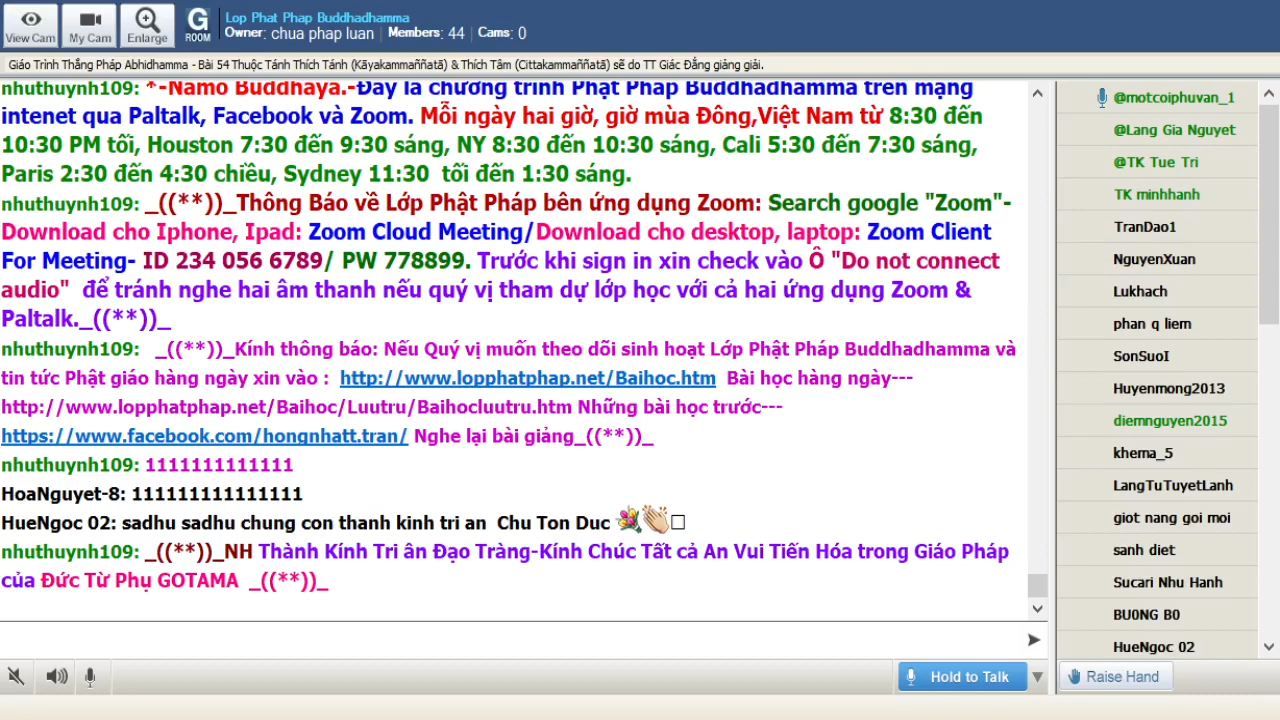 View Cam
My Cam
Enlarge
G
ROOM
Lop Phat Phap Buddhadhamma
Owner: chua phap luan | Members: 44 | Cams: 0
Giáo Trình Thắng Pháp Abhidhamma - Bài 54 Thuộc Tánh Thích Tánh (Kāyakammaññatā) & Thích Tâm (Cittakammaññatā) sẽ do TT Giác Đẳng giảng giải.
nhuthuynh109: *-Namo Buddhaya.-Đây là chương trình Phật Pháp Buddhadhamma trên mạng
intenet qua Paltalk, Facebook và Zoom. Mỗi ngày hai giờ, giờ mùa Đông,Việt Nam từ 8:30 đến
10:30 PM tối, Houston 7:30 đến 9:30 sáng, NY 8:30 đến 10:30 sáng, Cali 5:30 đến 7:30 sáng,
Paris 2:30 đến 4:30 chiều, Sydney 11:30 tối đến 1:30 sáng.
nhuthuynh109: _((**))_Thông Báo về Lớp Phật Pháp bên ứng dụng Zoom: Search google "Zoom"-
Download cho Iphone, Ipad: Zoom Cloud Meeting/Download cho desktop, laptop: Zoom Client
For Meeting- ID 234 056 6789/ PW 778899. Trước khi sign in xin check vào Ô "Do not connect
audio" để tránh nghe hai âm thanh nếu quý vị tham dự lớp học với cả hai ứng dụng Zoom &
Paltalk._((**))_
nhuthuynh109: _((**))_Kính thông báo: Nếu Quý vị muốn theo dõi sinh hoạt Lớp Phật Pháp Buddhadhamma và
tin tức Phật giáo hàng ngày xin vào : http://www.lopphatphap.net/Baihoc.htm Bài học hàng ngày---
http://www.lopphatphap.net/Baihoc/Luutru/Baihocluutru.htm Những bài học trước---
https://www.facebook.com/hongnhatt.tran/ Nghe lại bài giảng_((**))_
nhuthuynh109: 1111111111111
HoaNguyet-8: 111111111111111
HueNgoc 02: sadhu sadhu chung con thanh kinh tri an Chu Ton Duc 💐👏□
nhuthuynh109: _((**))_NH Thành Kính Tri ân Đạo Tràng-Kính Chúc Tất cả An Vui Tiến Hóa trong Giáo Pháp
của Đức Từ Phụ GOTAMA _((**))_
@motcoiphuvan_1
@Lang Gia Nguyet
@TK Tue Tri
TK minhhanh
TranDao1
NguyenXuan
Lukhach
phan q liem
SonSuoI
Huyenmong2013
diemnguyen2015
khema_5
LangTuTuyetLanh
giot nang goi moi
sanh diet
Sucari Nhu Hanh
BU0NG B0
HueNgoc 02
Hold to Talk
Raise Hand